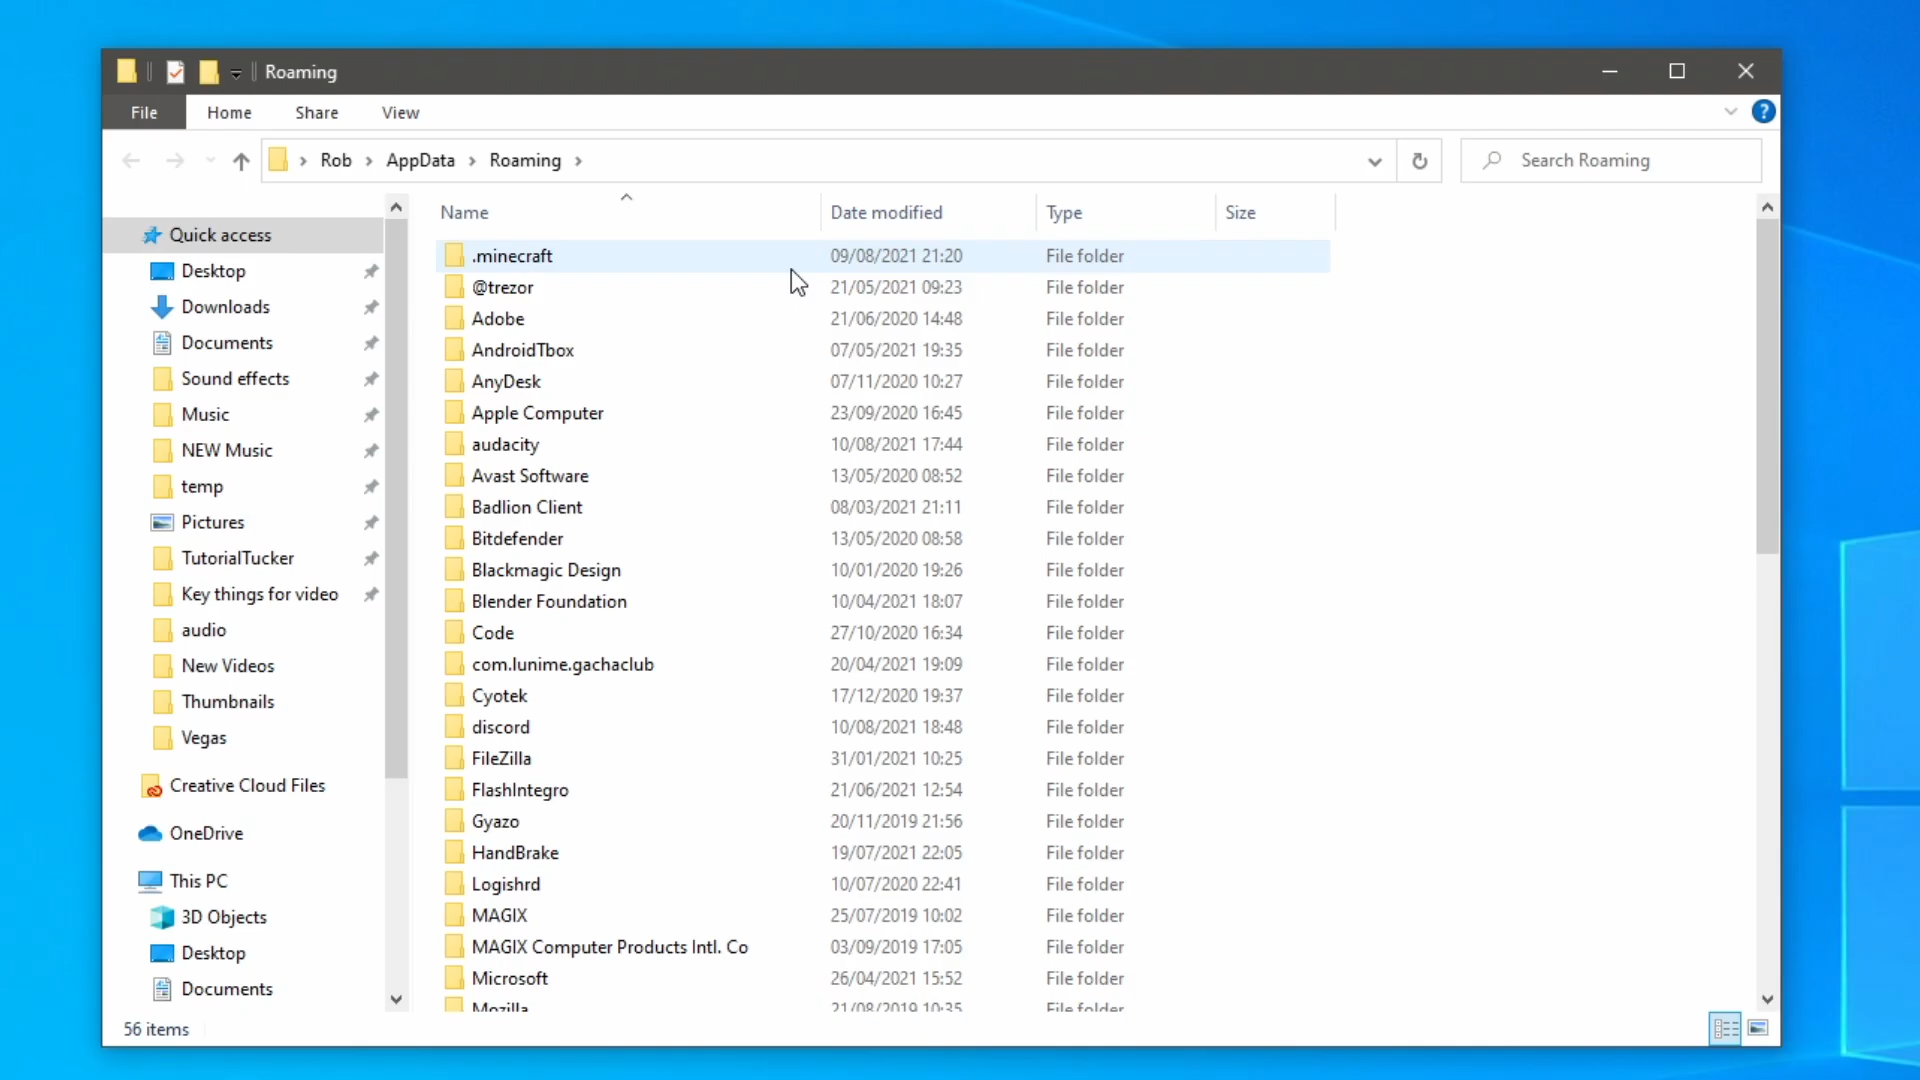 Roaming
File Home Share View
Rob AppData Roaming
Search Roaming
Name Date modified Type Size
Quick access
Desktop
Downloads
Documents
Sound effects
Music
NEW Music
temp
Pictures
TutorialTucker
Key things for video
audio
New Videos
Thumbnails
Vegas
Creative Cloud Files
OneDrive
This PC
3D Objects
Desktop
Documents
.minecraft 09/08/2021 21:20 File folder
@trezor 21/05/2021 09:23 File folder
Adobe 21/06/2020 14:48 File folder
AndroidTbox 07/05/2021 19:35 File folder
AnyDesk 07/11/2020 10:27 File folder
Apple Computer 23/09/2020 16:45 File folder
audacity 10/08/2021 17:44 File folder
Avast Software 13/05/2020 08:52 File folder
Badlion Client 08/03/2021 21:11 File folder
Bitdefender 13/05/2020 08:58 File folder
Blackmagic Design 10/01/2020 19:26 File folder
Blender Foundation 10/04/2021 18:07 File folder
Code 27/10/2020 16:34 File folder
com.lunime.gachaclub 20/04/2021 19:09 File folder
Cyotek 17/12/2020 19:37 File folder
discord 10/08/2021 18:48 File folder
FileZilla 31/01/2021 10:25 File folder
FlashIntegro 21/06/2021 12:54 File folder
Gyazo 20/11/2019 21:56 File folder
HandBrake 19/07/2021 22:05 File folder
Logishrd 10/07/2020 22:41 File folder
MAGIX 25/07/2019 10:02 File folder
MAGIX Computer Products Intl. Co 03/09/2019 17:05 File folder
Microsoft 26/04/2021 15:52 File folder
Mozilla 21/08/2019 10:35 File folder
56 items